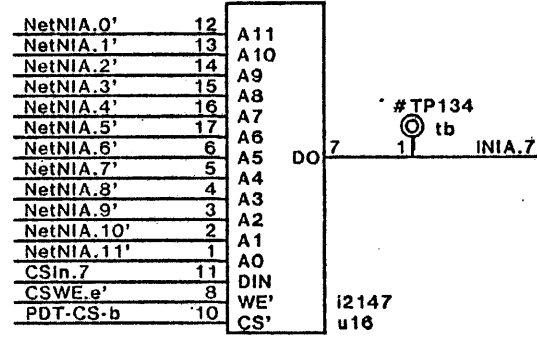 NetNIA.0' 12 A11
NetNIA.1' 13 A10
NetNIA.2' 14 A9
NetNIA.3' 15 A8
NetNIA.4' 16 A7
NetNIA.5' 17 A6
NetNIA.6' 6 A5
NetNIA.7' 5 A4
NetNIA.8' 4 A3
NetNIA.9' 3 A2
NetNIA.10' 2 A1
NetNIA.11' 1 A0
CSIn.7 11 DIN
CSWE.e' 8 WE'
PDT-CS-b 10 CS'
#TP134
tb
DO 7 1 INIA.7
i2147
u16